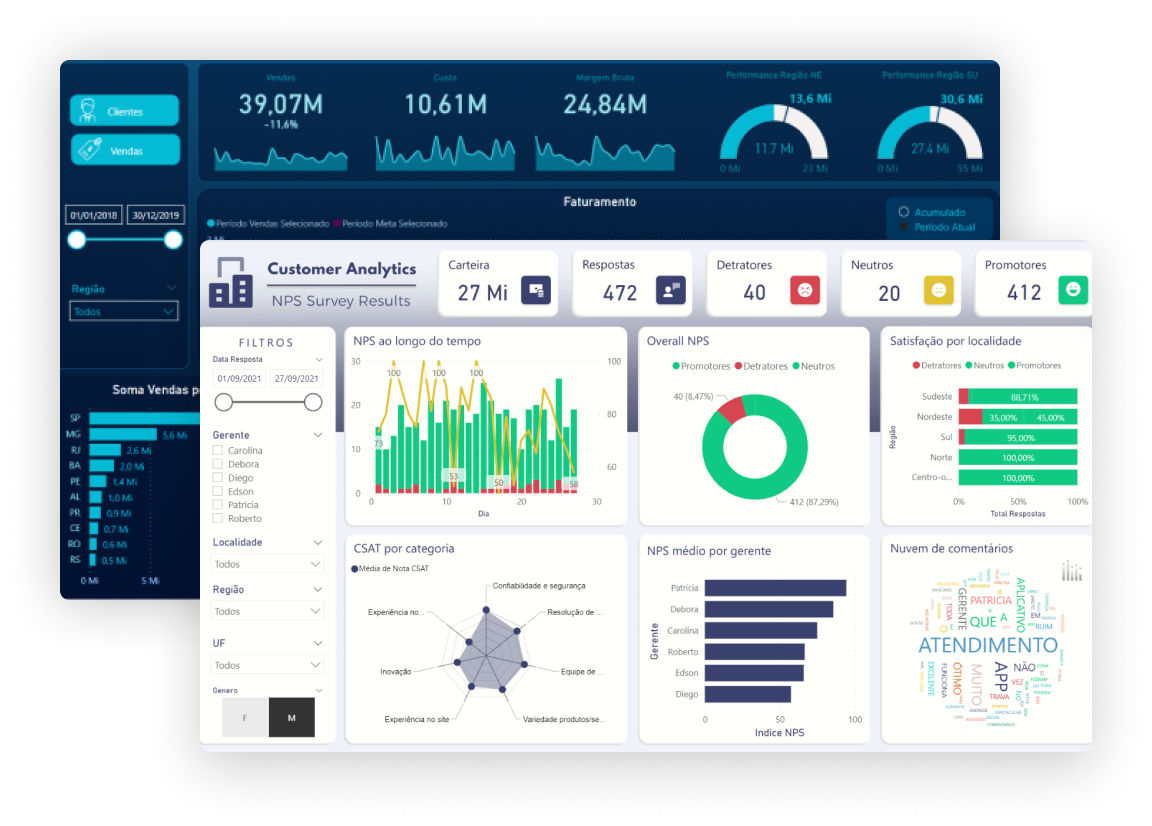 Clientes
Vendas
01/01/2018 30/12/2019
Região
Todos
Vendas
39,07M
-11,6%
Custo
10,61M
Margem Bruta
24,84M
Performance Região NE
13,6 Mi
11,7 Mi
0 Mi 23 Mi
Performance Região SU
30,6 Mi
27,4 Mi
0 Mi 55 Mi
Faturamento
Período Vendas Selecionado Período Meta Selecionado
Acumulado
Período Atual
Soma Vendas p
SP
MG 5,6 Mi
RJ 2,6 Mi
BA 2,0 Mi
PE 1,4 Mi
AL 1,0 Mi
PR 0,9 Mi
CE 0,7 Mi
RO 0,6 Mi
RS 0,5 Mi
0 Mi 5 Mi
Customer Analytics
NPS Survey Results
Carteira
27 Mi
Respostas
472
Detratores
40
Neutros
20
Promotores
412
FILTROS
Data Resposta
01/09/2021 27/09/2021
Gerente
Carolina
Debora
Diego
Edson
Patricia
Roberto
Localidade
Todos
Região
Todos
UF
Todos
Genero
F M
NPS ao longo do tempo
30 100
100 100 100
20 80
73
10 60
53 50 58
0
0 10 20 30
Dia
Overall NPS
Promotores Detratores Neutros
40 (8,47%)
412 (87,29%)
Satisfação por localidade
Detratores Neutros Promotores
Região
Sudeste 88,71%
Nordeste 35,00% 45,00%
Sul 95,00%
Norte 100,00%
Centro-o... 100,00%
0% 50% 100%
Total Respostas
CSAT por categoria
Média de Nota CSAT
Confiabilidade e segurança
Experiência no...
Resolução de ...
Inovação
Equipe de ...
Experiência no site
Variedade produtos/se...
NPS médio por gerente
Gerente
Patricia
Debora
Carolina
Roberto
Edson
Diego
0 50 100
Indice NPS
Nuvem de comentários
GERENTE
PATRICIA
APLICATIVO
TODA
QUE A
EM
RUIM
ATENDIMENTO
EXCELENTE
FUNCIONA
ÓTIMO
MUITO
APP
NÃO
VEZ
TRAVA
NO